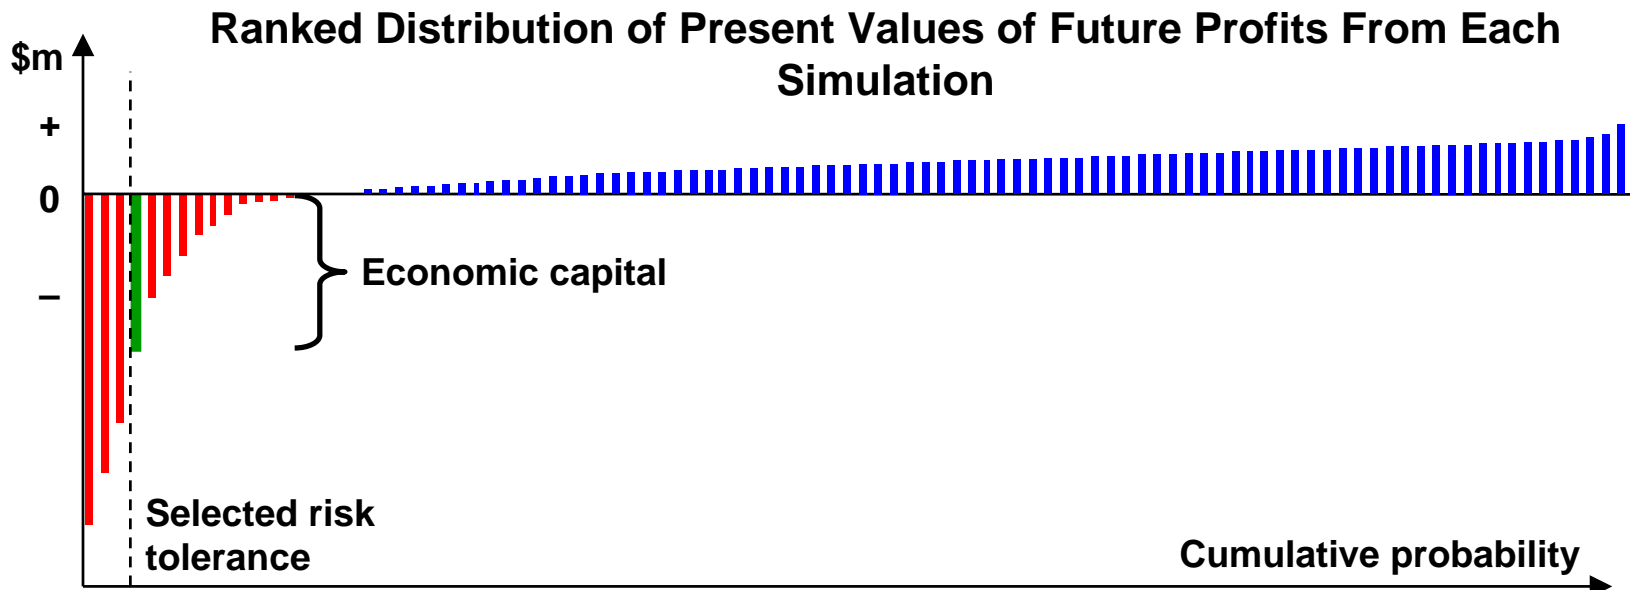 Ranked Distribution of Present Values of Future Profits From Each
Simulation
$m
+
0
–
Economic capital
Selected risk
tolerance
Cumulative probability